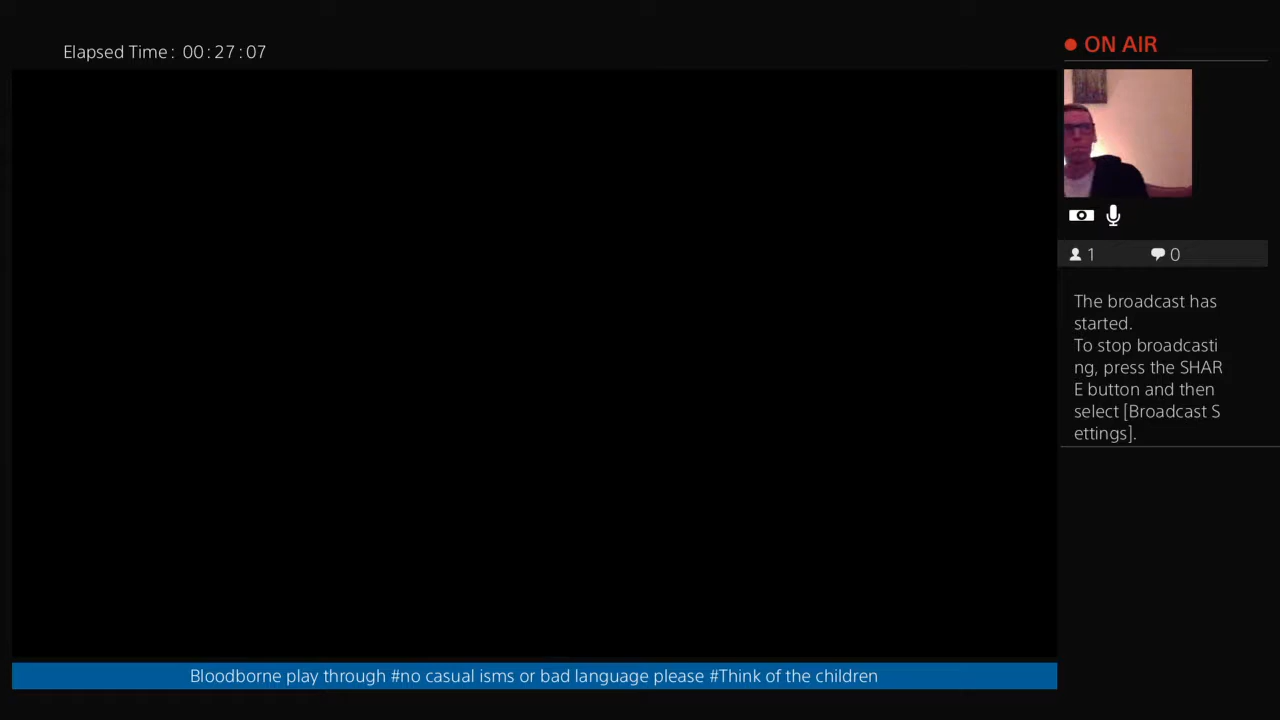 Elapsed Time: 00:27:07
ON AIR
1 0
The broadcast has
started.
To stop broadcasti
ng, press the SHAR
E button and then
select [Broadcast S
ettings].
Bloodborne play through #no casual isms or bad language please #Think of the children